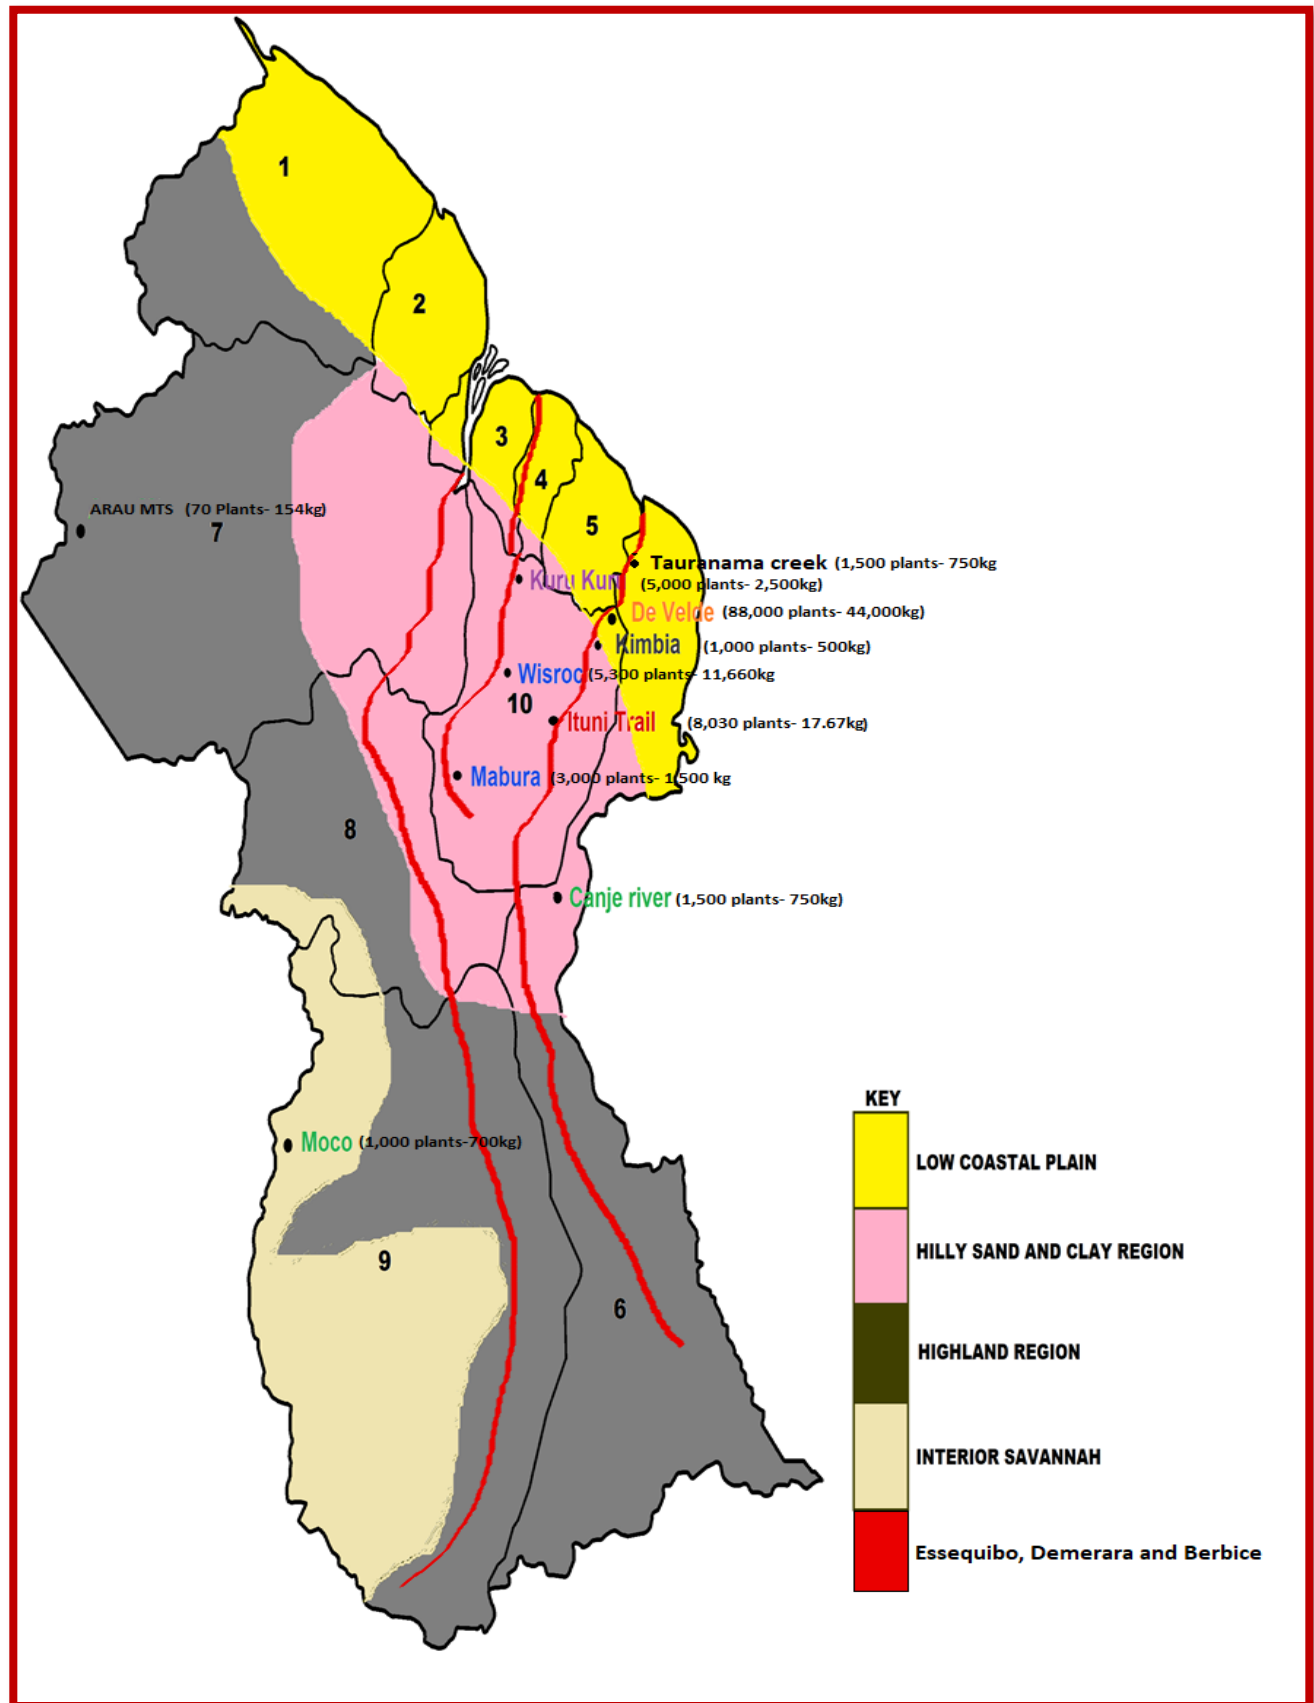 1
2
3
4
5
ARAU MTS (70 Plants- 154kg)
7
Tauranama creek (1,500 plants- 750kg
Kuru Kuru (5,000 plants- 2,500kg)
De Velde (88,000 plants- 44,000kg)
Kimbia (1,000 plants- 500kg)
Wisroc (5,300 plants- 11,660kg
10
Ituni Trail (8,030 plants- 17.67kg)
Mabura (3,000 plants- 1,500 kg
8
Canje river (1,500 plants- 750kg)
Moco (1,000 plants-700kg)
9
6
KEY
LOW COASTAL PLAIN
HILLY SAND AND CLAY REGION
HIGHLAND REGION
INTERIOR SAVANNAH
Essequibo, Demerara and Berbice